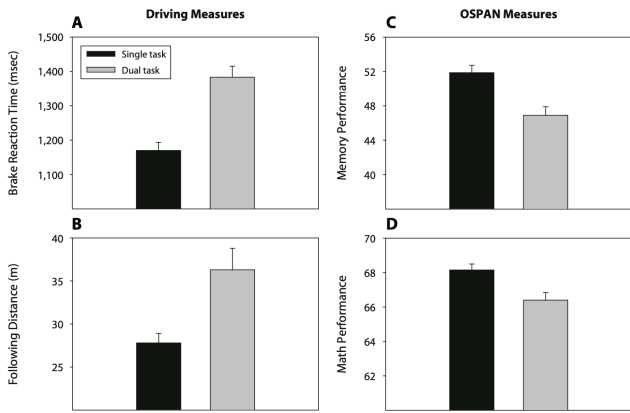 Driving Measures
OSPAN Measures
A
Brake Reaction Time (msec)
1,500
1,400
1,300
1,200
1,100
Single task
Dual task
C
Memory Performance
56
52
48
44
40
B
Following Distance (m)
40
35
30
25
D
Math Performance
70
68
66
64
62